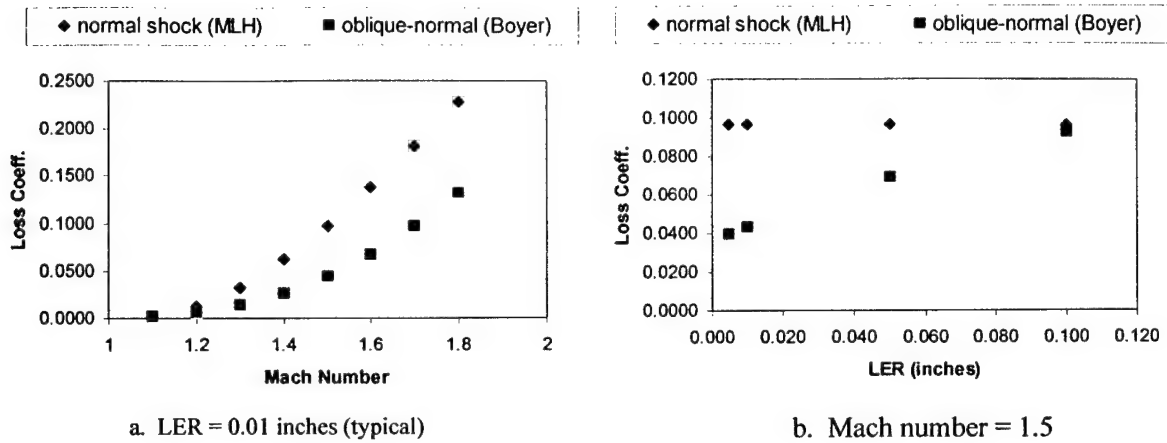 normal shock (MLH) oblique-normal (Boyer)
0.2500
0.2000
0.1500
0.1000
0.0500
0.0000
Loss Coeff.
1 1.2 1.4 1.6 1.8 2
Mach Number
a. LER = 0.01 inches (typical)
normal shock (MLH) oblique-normal (Boyer)
0.1200
0.1000
0.0800
0.0600
0.0400
0.0200
0.0000
Loss Coeff.
0.000 0.020 0.040 0.060 0.080 0.100 0.120
LER (inches)
b. Mach number = 1.5